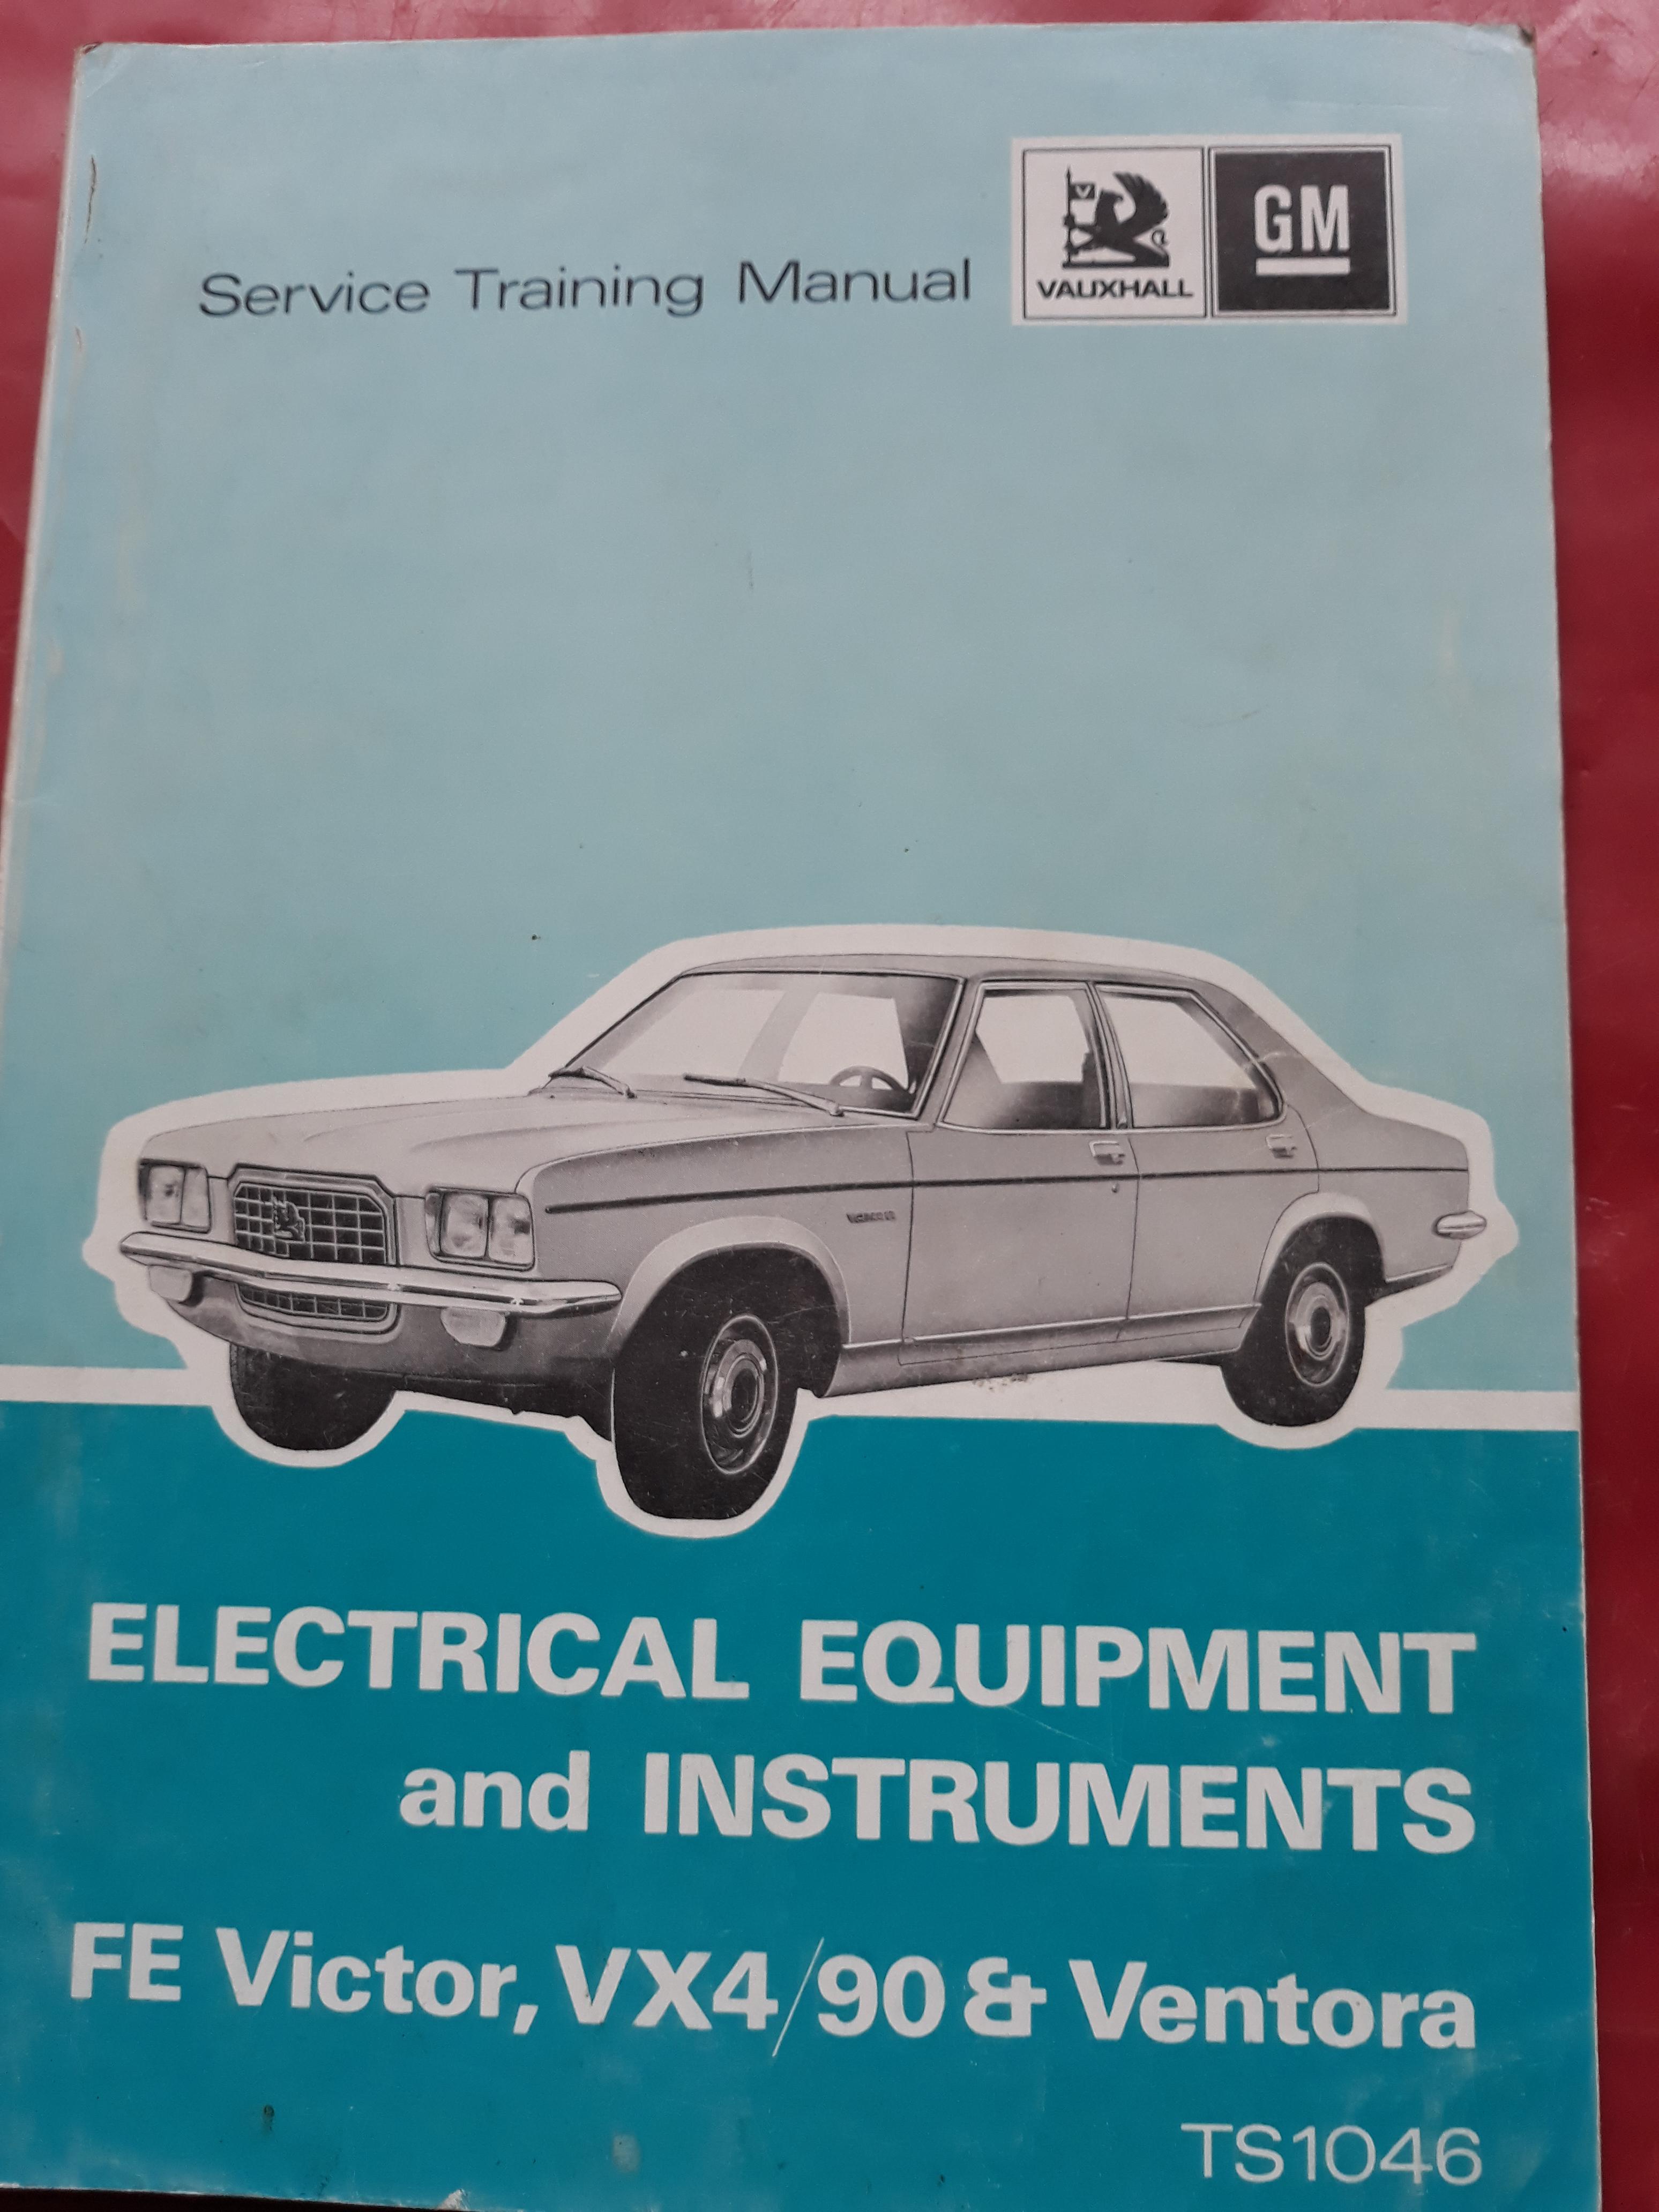 Service Training Manual
V
VAUXHALL
GM
ELECTRICAL EQUIPMENT
and INSTRUMENTS
FE Victor, VX4/90 & Ventora
TS1046